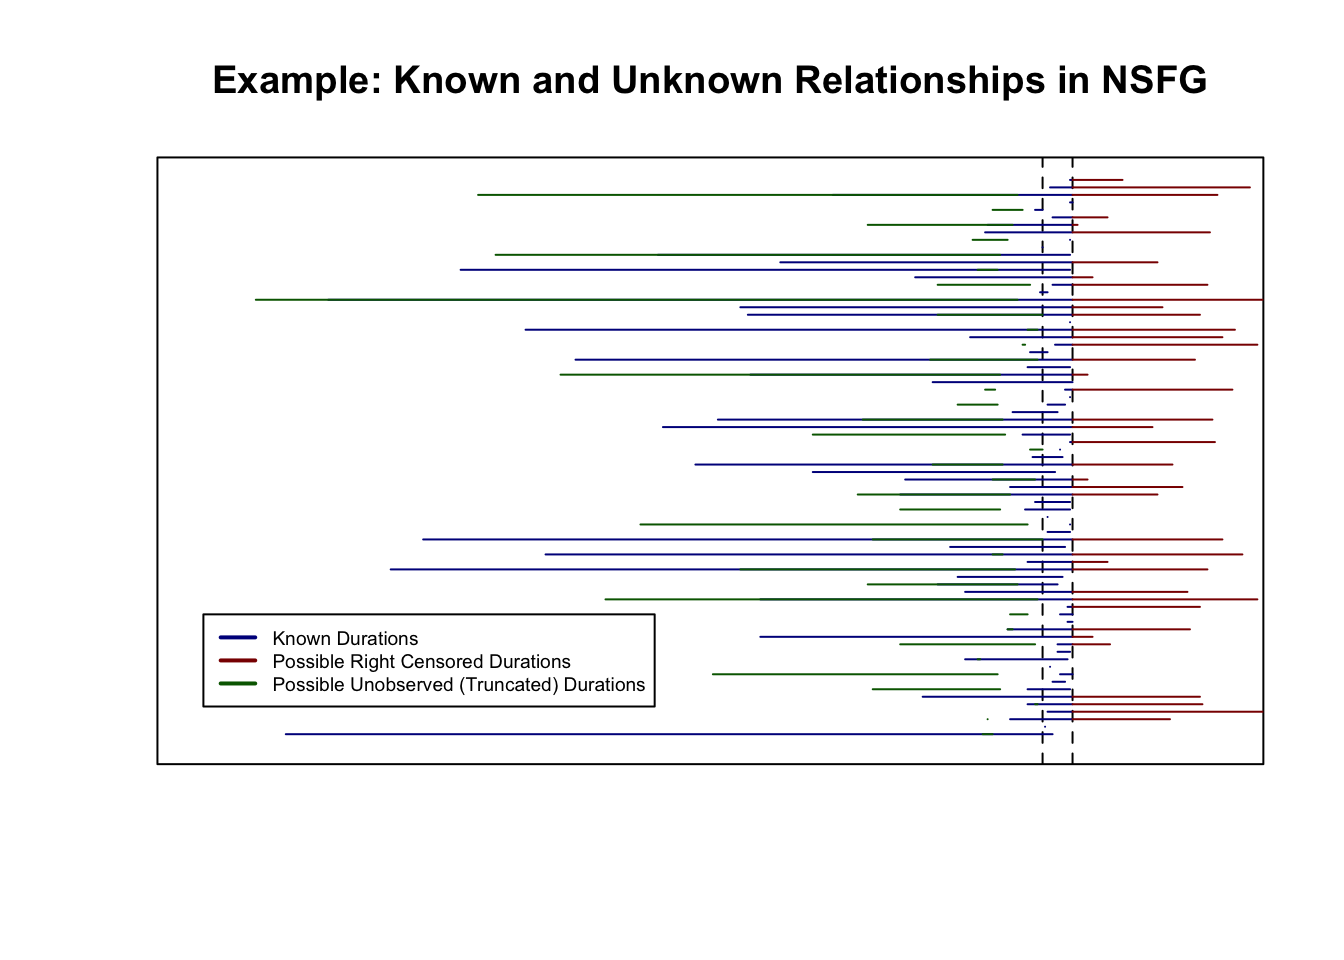 Example: Known and Unknown Relationships in NSFG
Known Durations
Possible Right Censored Durations
Possible Unobserved (Truncated) Durations